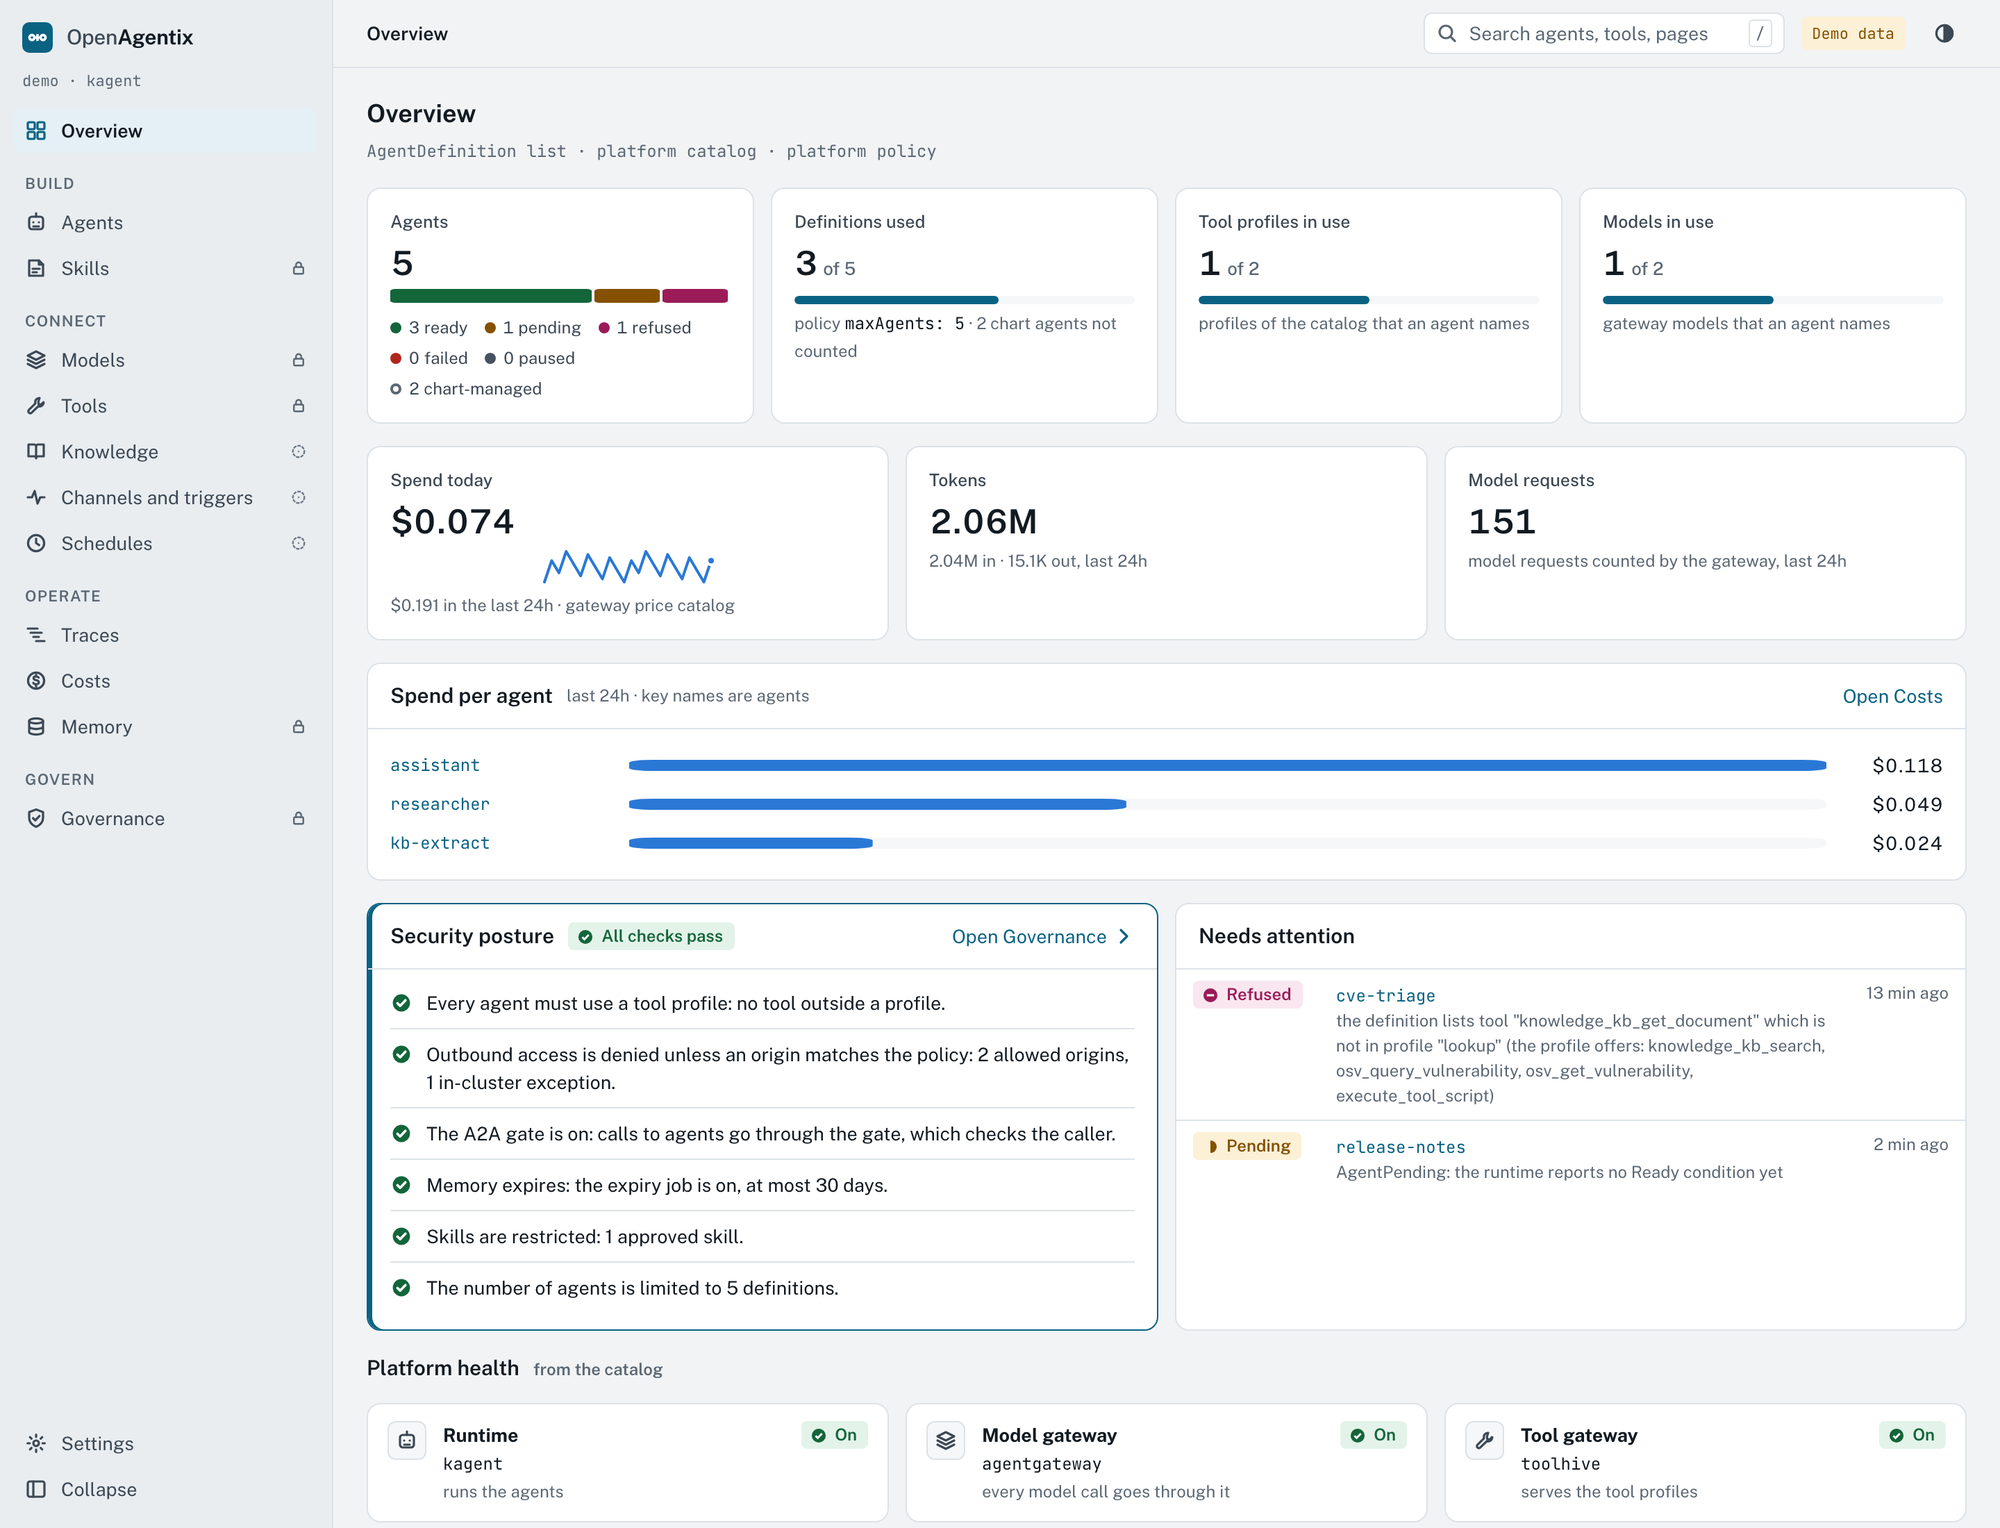 OpenAgentix
demo · kagent
Overview
BUILD
Agents
Skills
CONNECT
Models
Tools
Knowledge
Channels and triggers
Schedules
OPERATE
Traces
Costs
Memory
GOVERN
Governance
Settings
Collapse
Overview
Search agents, tools, pages
/
Demo data
Overview
AgentDefinition list · platform catalog · platform policy
Agents
5
3 ready 1 pending 1 refused
0 failed 0 paused
2 chart-managed
Definitions used
3 of 5
policy maxAgents: 5 · 2 chart agents not
counted
Tool profiles in use
1 of 2
profiles of the catalog that an agent names
Models in use
1 of 2
gateway models that an agent names
Spend today
$0.074
$0.191 in the last 24h · gateway price catalog
Tokens
2.06M
2.04M in · 15.1K out, last 24h
Model requests
151
model requests counted by the gateway, last 24h
Spend per agent last 24h · key names are agents
Open Costs
assistant $0.118
researcher $0.049
kb-extract $0.024
Security posture All checks pass
Open Governance
Every agent must use a tool profile: no tool outside a profile.
Outbound access is denied unless an origin matches the policy: 2 allowed origins,
1 in-cluster exception.
The A2A gate is on: calls to agents go through the gate, which checks the caller.
Memory expires: the expiry job is on, at most 30 days.
Skills are restricted: 1 approved skill.
The number of agents is limited to 5 definitions.
Needs attention
Refused cve-triage 13 min ago
the definition lists tool "knowledge_kb_get_document" which is
not in profile "lookup" (the profile offers: knowledge_kb_search,
osv_query_vulnerability, osv_get_vulnerability,
execute_tool_script)
Pending release-notes 2 min ago
AgentPending: the runtime reports no Ready condition yet
Platform health from the catalog
Runtime On
kagent
runs the agents
Model gateway On
agentgateway
every model call goes through it
Tool gateway On
toolhive
serves the tool profiles